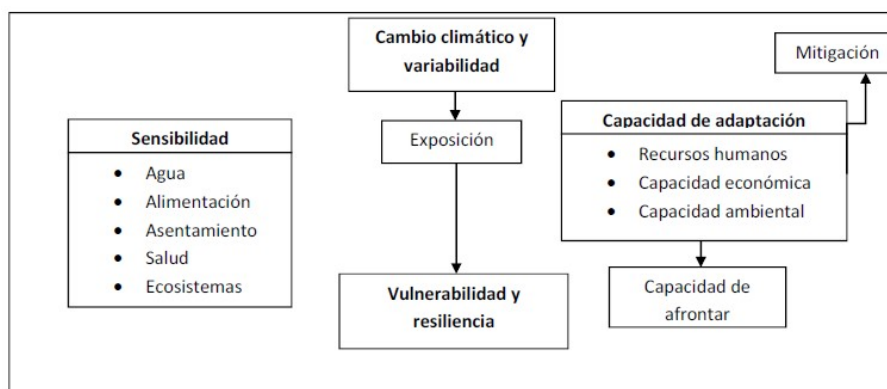 Cambio climático y
variabilidad
Mitigación
Sensibilidad
• Agua
• Alimentación
• Asentamiento
• Salud
• Ecosistemas
Exposición
Capacidad de adaptación
• Recursos humanos
• Capacidad económica
• Capacidad ambiental
Vulnerabilidad y
resiliencia
Capacidad de
afrontar